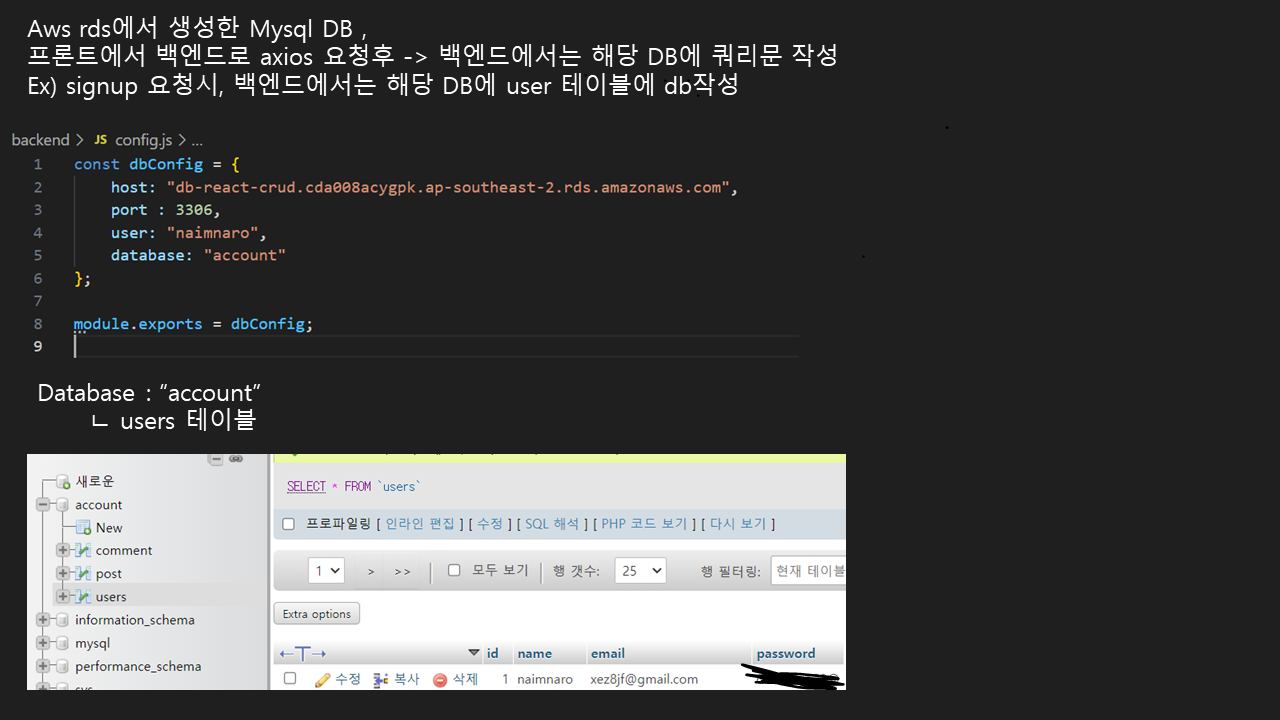 Aws rds에서 생성한 Mysql DB ,
프론트에서 백엔드로 axios 요청후 -> 백엔드에서는 해당 DB에 쿼리문 작성
Ex) signup 요청시, 백엔드에서는 해당 DB에 user 테이블에 db작성
backend > JS config.js > ...
1 const dbConfig = {
2 host: "db-react-crud.cda008acygpk.ap-southeast-2.rds.amazonaws.com",
3 port : 3306,
4 user: "naimnaro",
5 database: "account"
6 };
7
8 module.exports = dbConfig;
9
Database : “account”
ㄴ users 테이블
새로운
account
New
comment
post
users
information_schema
mysql
performance_schema
SELECT * FROM `users`
프로파일링 [ 인라인 편집 ] [ 수정 ] [ SQL 해석 ] [ PHP 코드 보기 ] [ 다시 보기 ]
1 > >> | 모두 보기 | 행 갯수: 25 행 필터링: 현재 테이블
Extra options
←T→ id name email password
수정 복사 삭제 1 naimnaro xez8jf@gmail.com